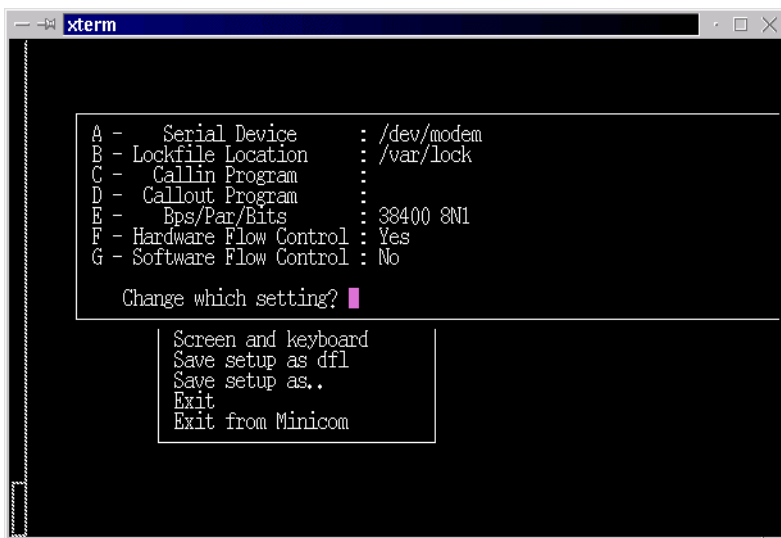 xterm
A -    Serial Device      : /dev/modem
B - Lockfile Location     : /var/lock
C -   Callin Program      :
D -  Callout Program      :
E -    Bps/Par/Bits       : 38400 8N1
F - Hardware Flow Control : Yes
G - Software Flow Control : No
Change which setting?
Screen and keyboard
Save setup as dfl
Save setup as..
Exit
Exit from Minicom